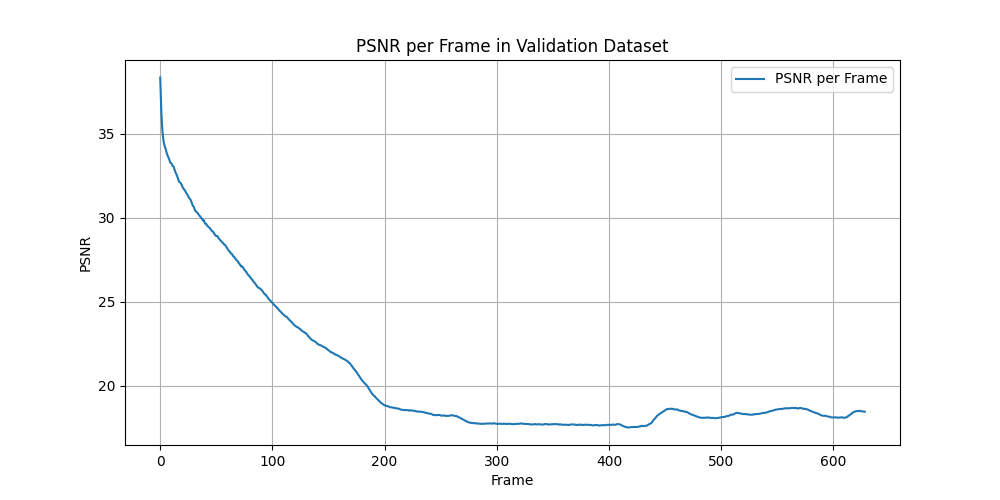 PSNR per Frame in Validation Dataset
PSNR per Frame
PSNR
35
30
25
20
0 100 200 300 400 500 600
Frame